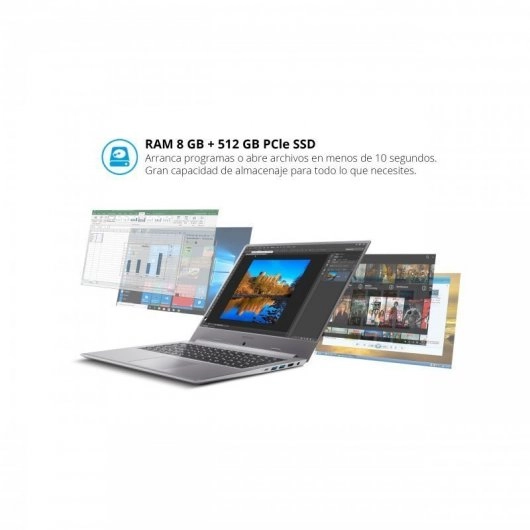 RAM 8 GB + 512 GB PCle SSD
Arranca programas o abre archivos en menos de 10 segundos.
Gran capacidad de almacenaje para todo lo que necesites.